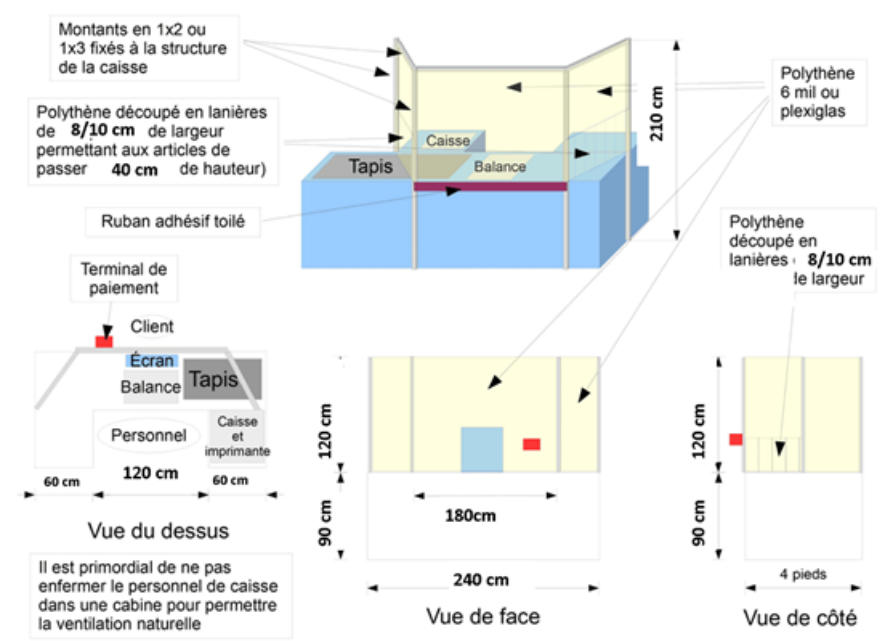 Montants en 1x2 ou
1x3 fixés à la structure
de la caisse
Polythène découpé en lanières
de 8/10 cm de largeur
permettant aux articles de
passer 40 cm de hauteur)
Ruban adhésif toilé
Caisse
Tapis
Balance
210 cm
Polythène
6 mil ou
plexiglas
Polythène
découpé en
lanières 8/10 cm
de largeur
Terminal de
paiement
Client
Écran
Balance
Tapis
Personnel
Caisse
et
imprimante
60 cm
120 cm
60 cm
Vue du dessus
Il est primordial de ne pas
enfermer le personnel de caisse
dans une cabine pour permettre
la ventilation naturelle
120 cm
90 cm
180cm
240 cm
Vue de face
120 cm
90 cm
4 pieds
Vue de côté